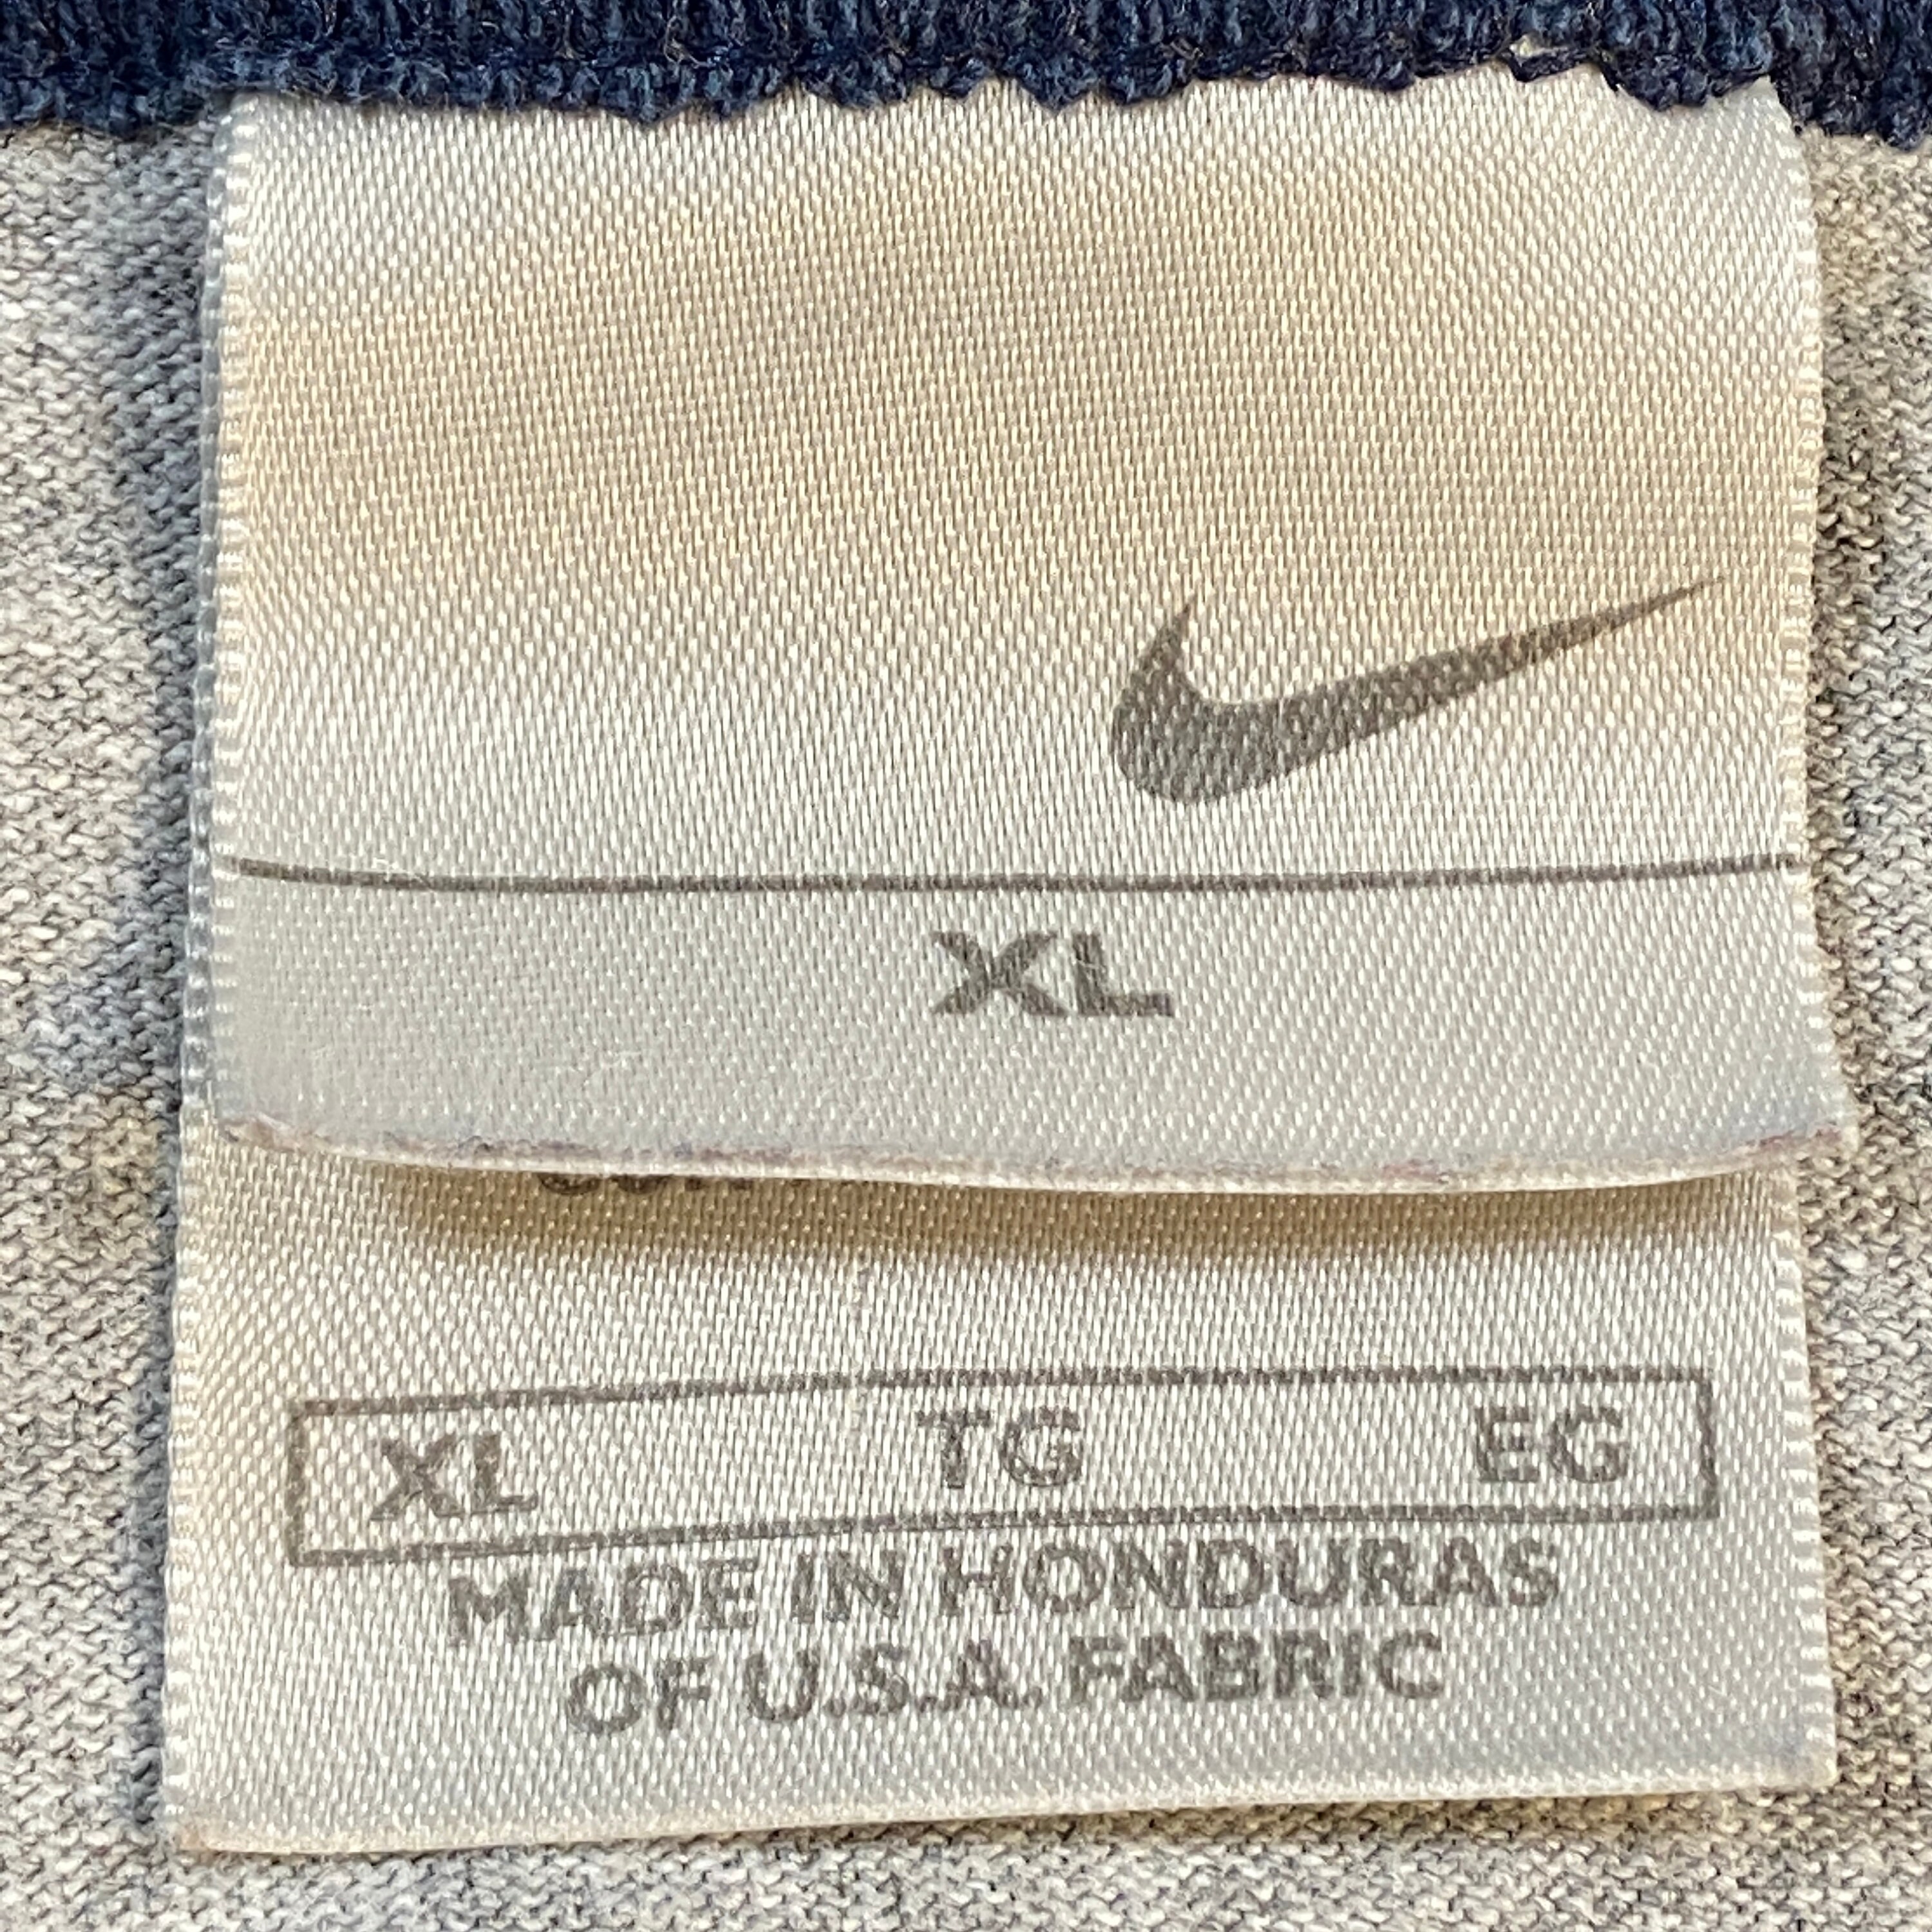 XL
XL TG EG
MADE IN HONDURAS
OF U.S.A. FABRIC